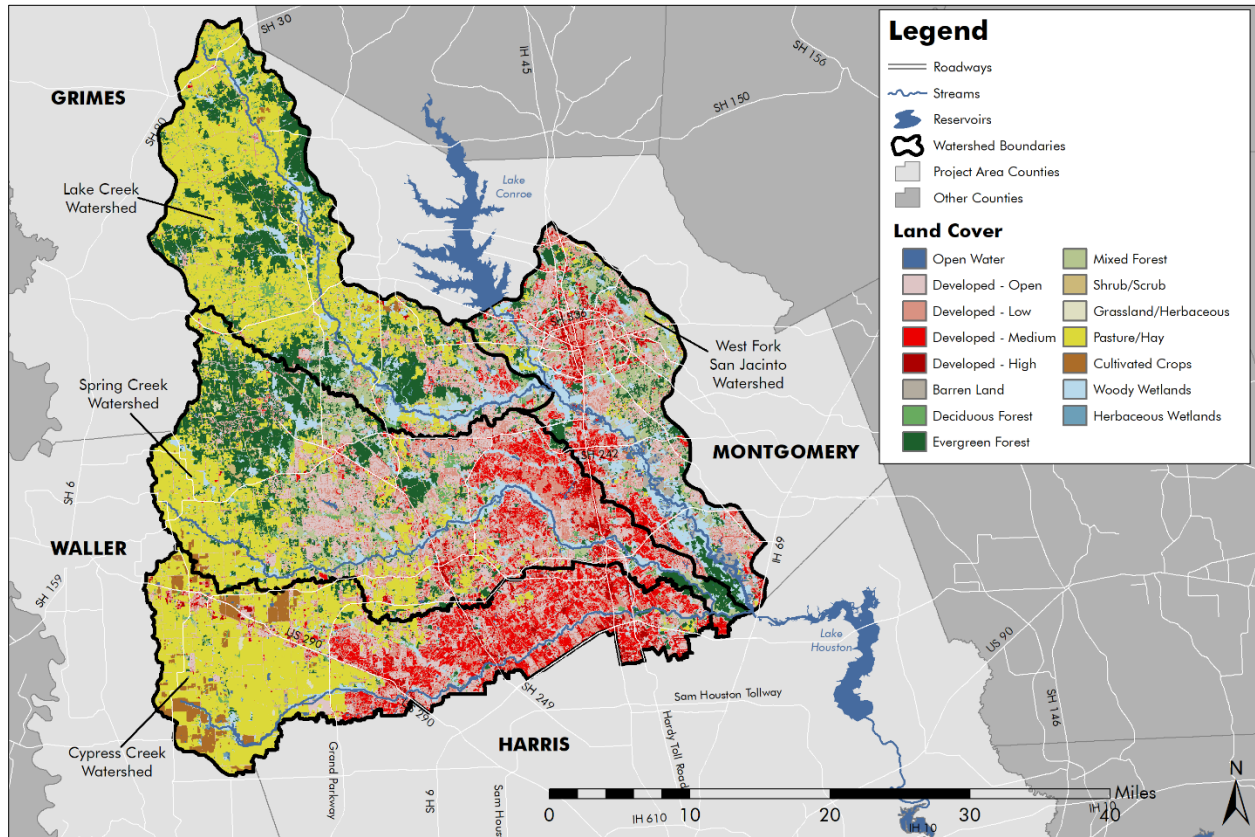 SH 30
IH 45
SH 156
SH 150
GRIMES
SH 90
Lake Creek
Watershed
Lake
Conroe
West Fork
San Jacinto
Watershed
Spring Creek
Watershed
MONTGOMERY
SH 242
SH 6
WALLER
SH 159
IH 69
US 290
Lake
Houston
US 90
Sam Houston Tollway
SH 249
290
SH 146
Cypress Creek
Watershed
HARRIS
Grand Parkway
SH 6
Sam Hous
Hardy Toll Road
IH 610
IH 10
IH 10
0
10
20
30
40
Miles
N
Legend
Roadways
Streams
Reservoirs
Watershed Boundaries
Project Area Counties
Other Counties
Land Cover
Open Water
Developed - Open
Developed - Low
Developed - Medium
Developed - High
Barren Land
Deciduous Forest
Evergreen Forest
Mixed Forest
Shrub/Scrub
Grassland/Herbaceous
Pasture/Hay
Cultivated Crops
Woody Wetlands
Herbaceous Wetlands